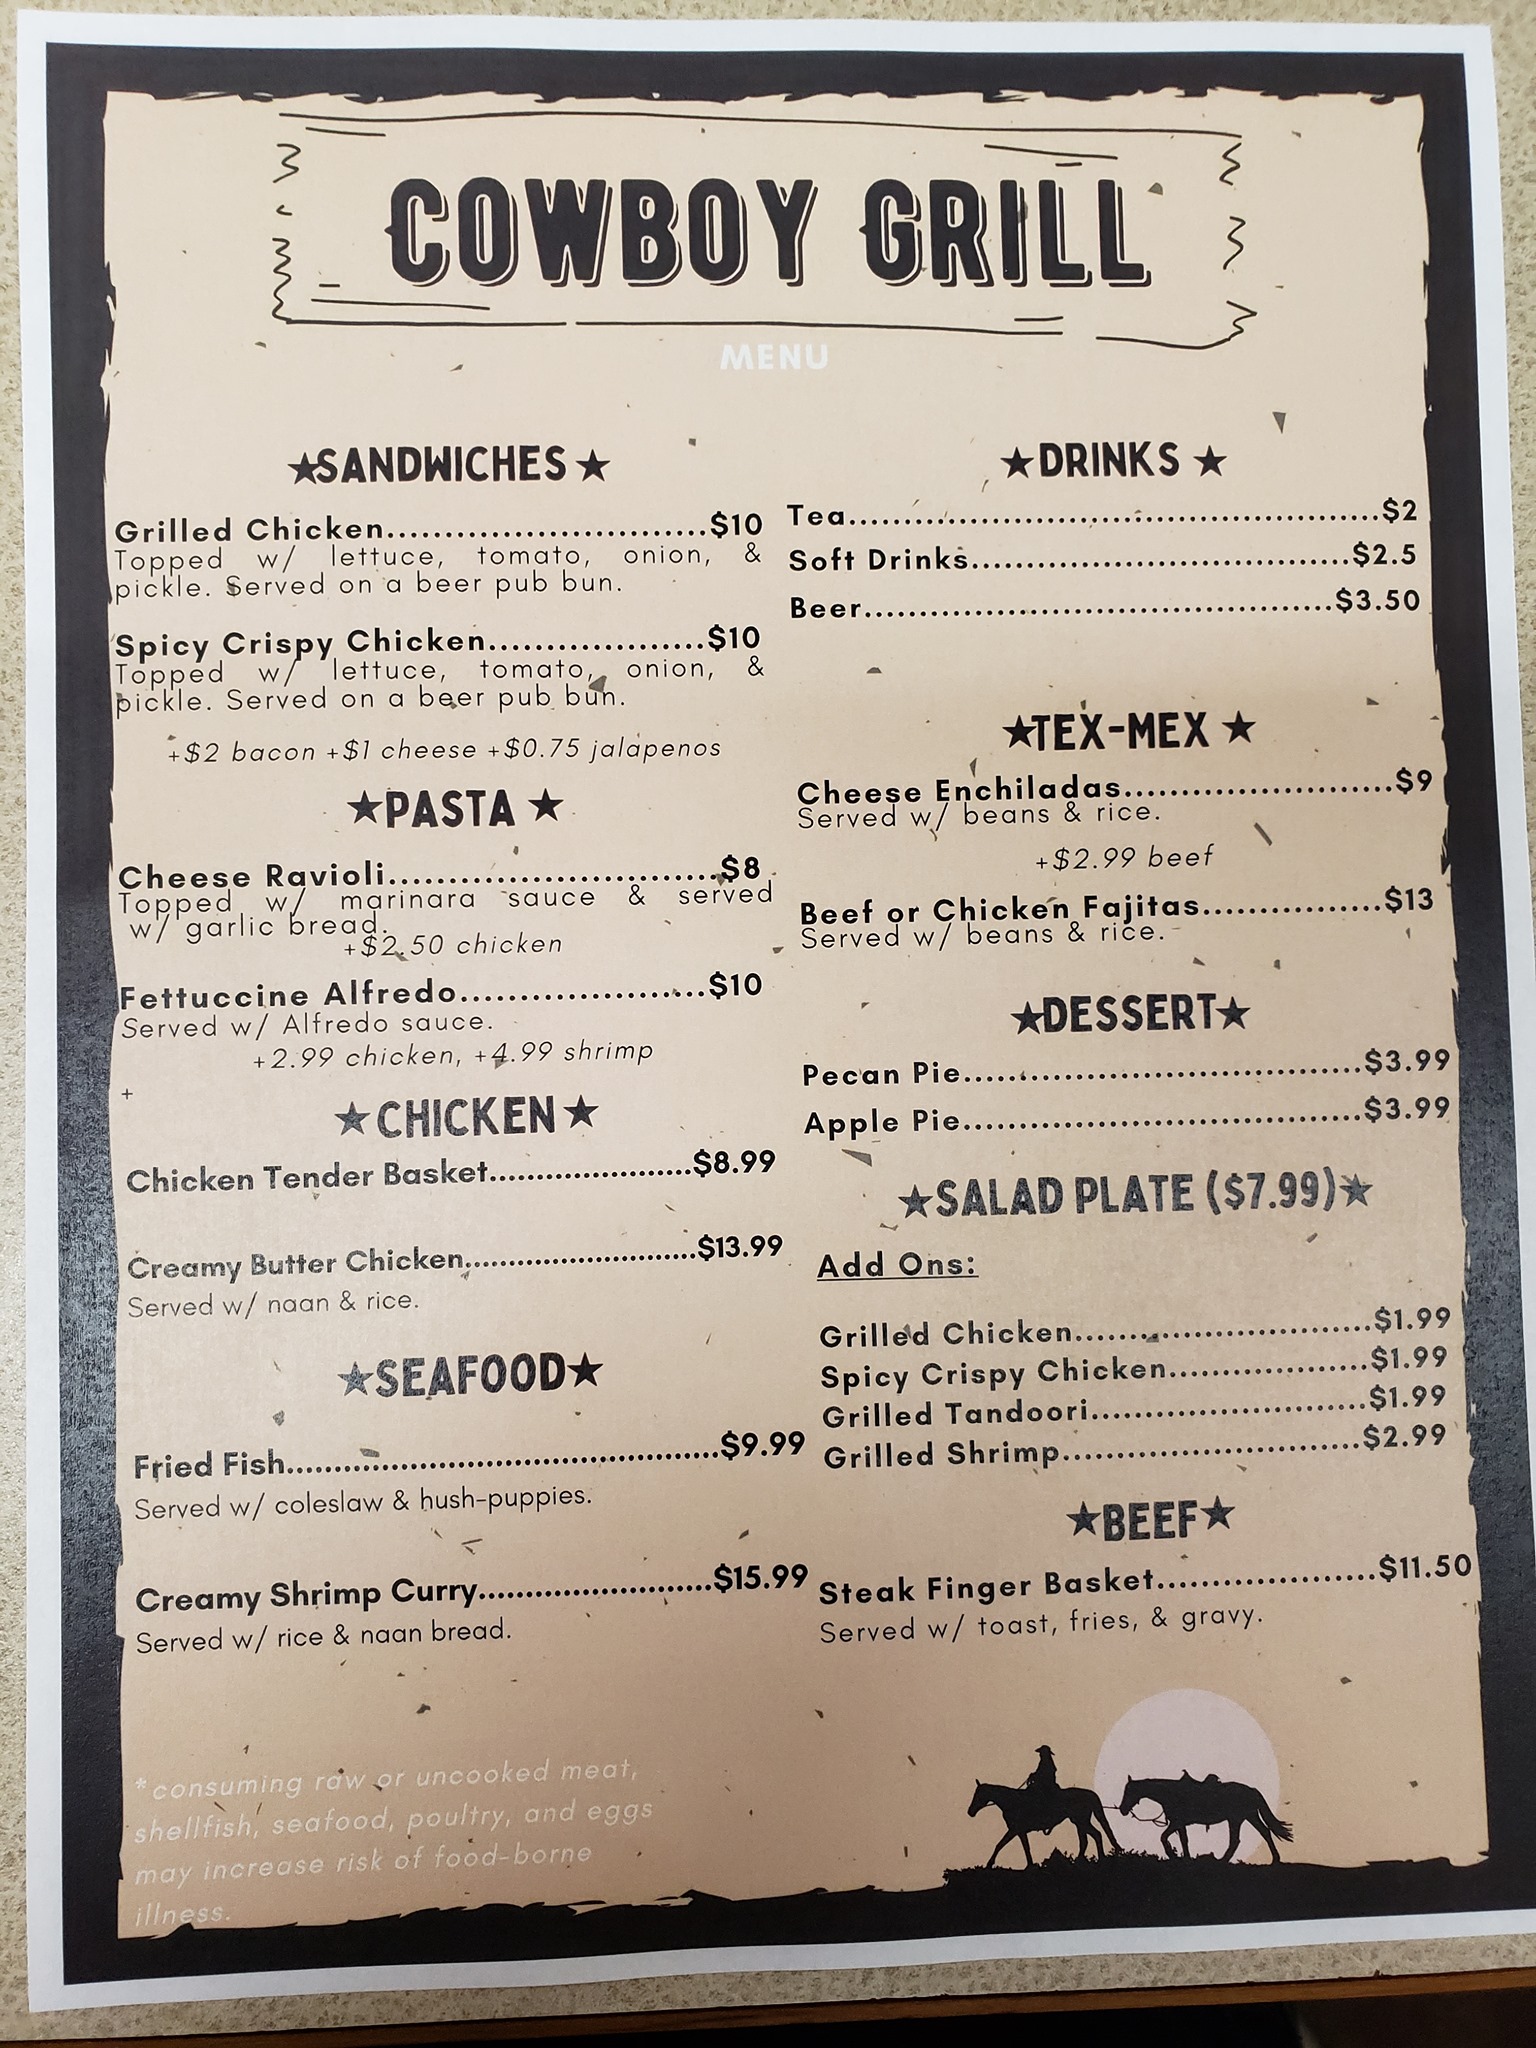 COWBOY GRILL
MENU
★SANDWICHES★
Grilled Chicken....................................$10
Topped w/ lettuce, tomato, onion, &
pickle. Served on a beer pub bun.
Spicy Crispy Chicken........................$10
Topped w/ lettuce, tomato, onion, &
pickle. Served on a beer pub bun.
+$2 bacon +$1 cheese +$0.75 jalapenos
★PASTA★
Cheese Ravioli.....................................$8
Topped w/ marinara sauce & served
w/ garlic bread.
+$2.50 chicken
Fettuccine Alfredo...........................$10
Served w/ Alfredo sauce.
+2.99 chicken, +4.99 shrimp
+
★CHICKEN★
Chicken Tender Basket........................$8.99
Creamy Butter Chicken...........................$13.99
Served w/ naan & rice.
★SEAFOOD★
Fried Fish...................................................$9.99
Served w/ coleslaw & hush-puppies.
Creamy Shrimp Curry...........................$15.99
Served w/ rice & naan bread.
*consuming raw or uncooked meat,
shellfish, seafood, poultry, and eggs
may increase risk of food-borne
illness.
★DRINKS★
Tea..........................................................$2
Soft Drinks.........................................$2.5
Beer...................................................$3.50
★TEX-MEX★
Cheese Enchiladas.............................$9
Served w/ beans & rice.
+$2.99 beef
Beef or Chicken Fajitas...................$13
Served w/ beans & rice.
★DESSERT★
Pecan Pie...........................................$3.99
Apple Pie............................................$3.99
★SALAD PLATE ($7.99)★
Add Ons:
Grilled Chicken................................$1.99
Spicy Crispy Chicken......................$1.99
Grilled Tandoori..............................$1.99
Grilled Shrimp.................................$2.99
★BEEF★
Steak Finger Basket........................$11.50
Served w/ toast, fries, & gravy.